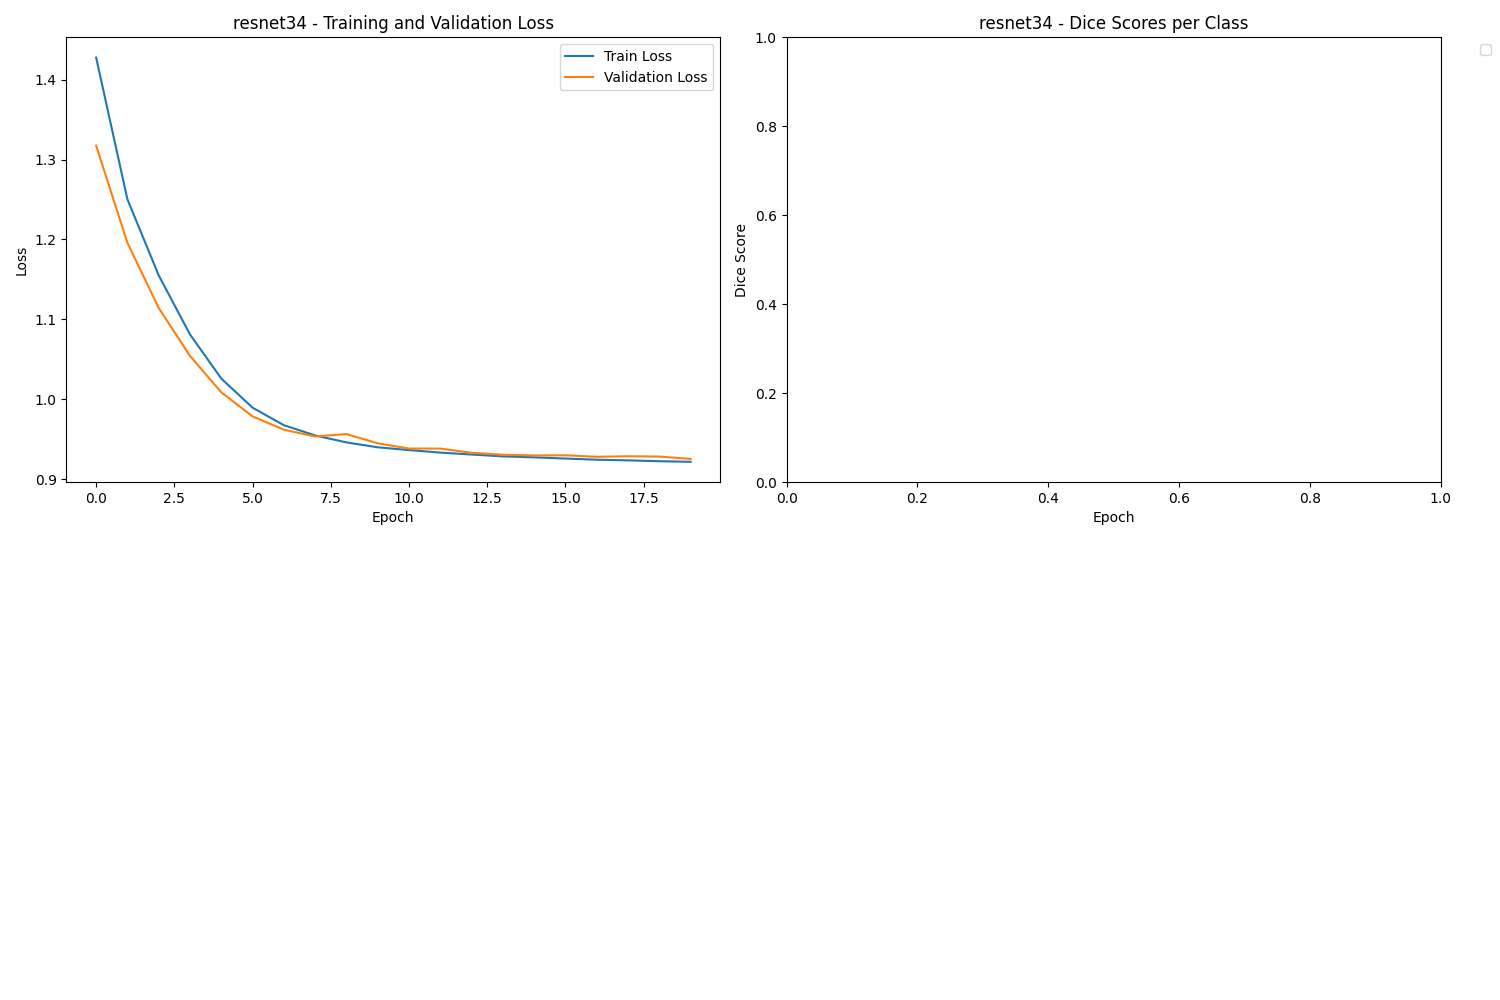 resnet34 - Training and Validation Loss
Train Loss
Validation Loss
Loss
1.4
1.3
1.2
1.1
1.0
0.9
0.0 2.5 5.0 7.5 10.0 12.5 15.0 17.5
Epoch
resnet34 - Dice Scores per Class
Dice Score
1.0
0.8
0.6
0.4
0.2
0.0
0.0 0.2 0.4 0.6 0.8 1.0
Epoch